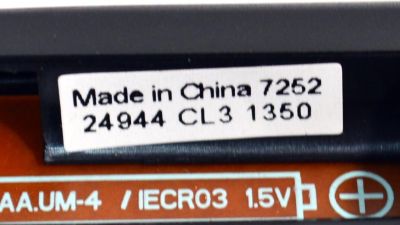 Made in China 7252
24944 CL3 1350
AA.UM-4 / IECR03 1.5V